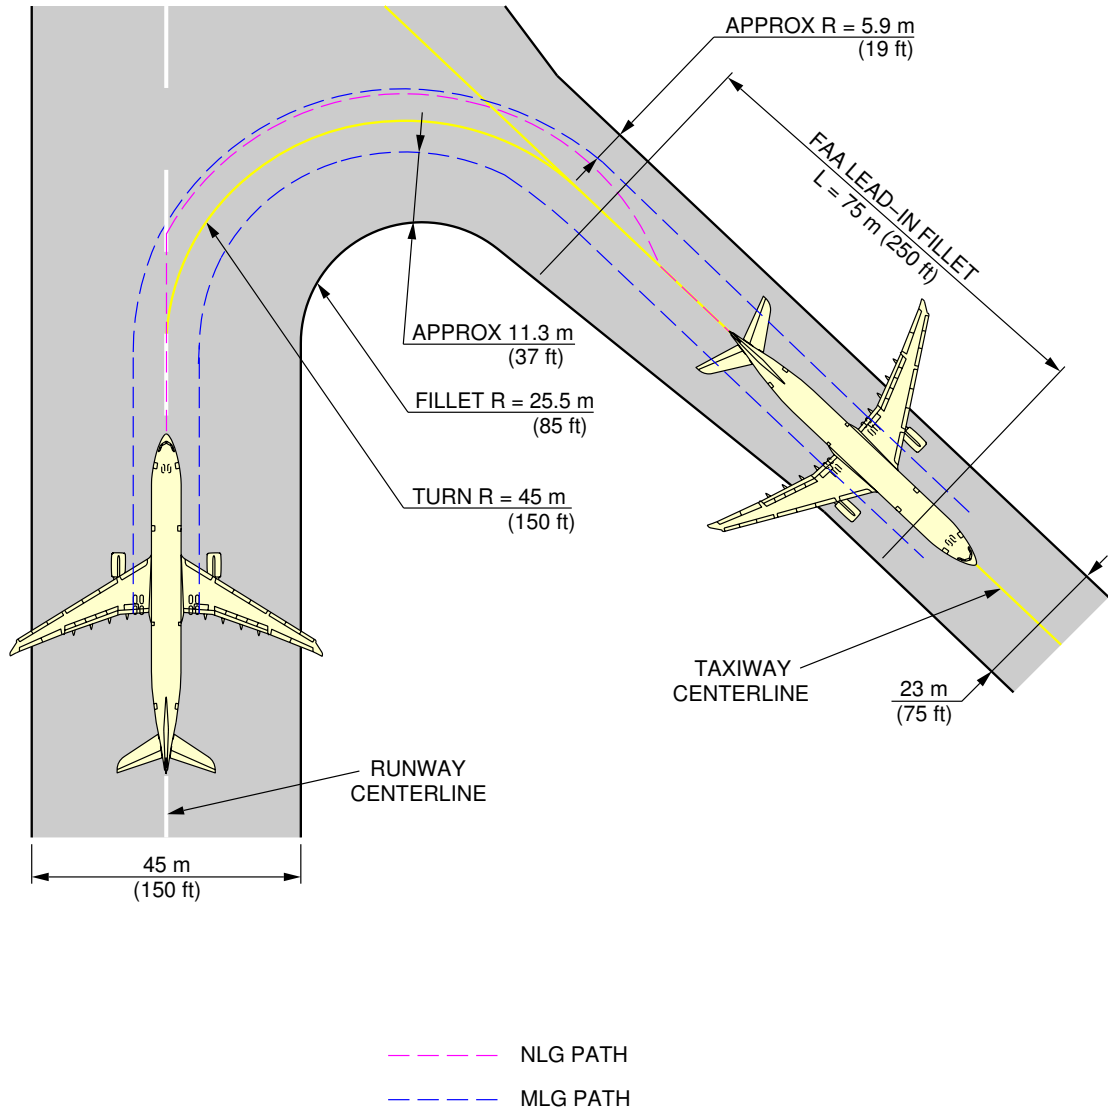 APPROX R = 5.9 m
(19 ft)
FAA LEAD–IN FILLET
L = 75 m (250 ft)
APPROX 11.3 m
(37 ft)
FILLET R = 25.5 m
(85 ft)
TURN R = 45 m
(150 ft)
TAXIWAY
CENTERLINE
23 m
(75 ft)
RUNWAY
CENTERLINE
45 m
(150 ft)
NLG PATH
MLG PATH